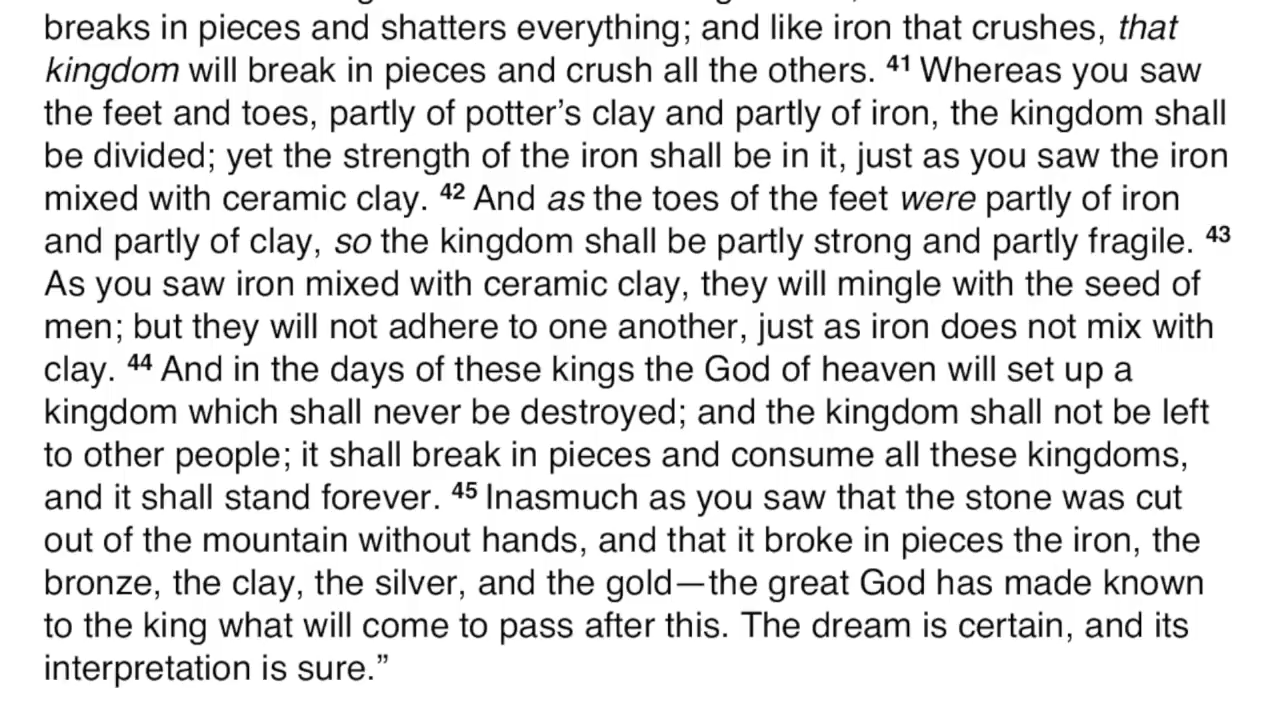 breaks in pieces and shatters everything; and like iron that crushes, that
kingdom will break in pieces and crush all the others. 41 Whereas you saw
the feet and toes, partly of potter’s clay and partly of iron, the kingdom shall
be divided; yet the strength of the iron shall be in it, just as you saw the iron
mixed with ceramic clay. 42 And as the toes of the feet were partly of iron
and partly of clay, so the kingdom shall be partly strong and partly fragile. 43
As you saw iron mixed with ceramic clay, they will mingle with the seed of
men; but they will not adhere to one another, just as iron does not mix with
clay. 44 And in the days of these kings the God of heaven will set up a
kingdom which shall never be destroyed; and the kingdom shall not be left
to other people; it shall break in pieces and consume all these kingdoms,
and it shall stand forever. 45 Inasmuch as you saw that the stone was cut
out of the mountain without hands, and that it broke in pieces the iron, the
bronze, the clay, the silver, and the gold—the great God has made known
to the king what will come to pass after this. The dream is certain, and its
interpretation is sure.”